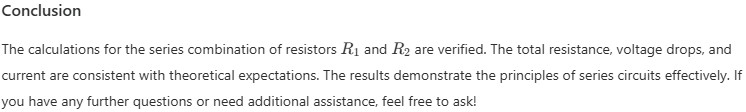 Conclusion
The calculations for the series combination of resistors R₁ and R₂ are verified. The total resistance, voltage drops, and
current are consistent with theoretical expectations. The results demonstrate the principles of series circuits effectively. If
you have any further questions or need additional assistance, feel free to ask!